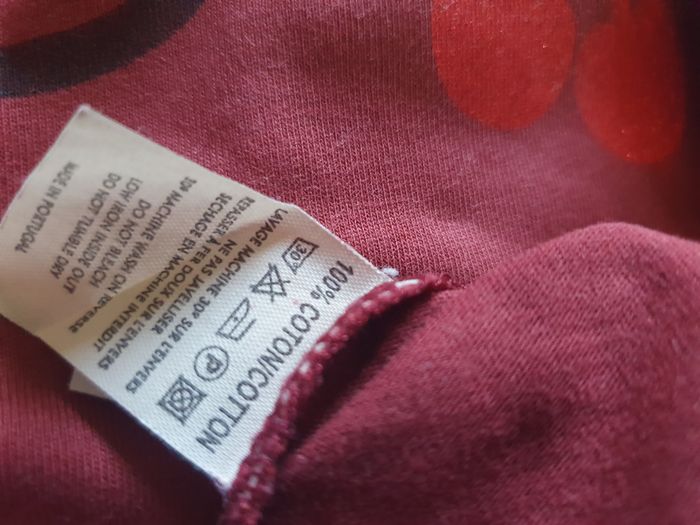 100% COTON/COTTON
30° P
LAVAGE MACHINE 30° SUR L'ENVERS
NE PAS JAVELLISER
REPASSER A FER DOUX SUR L'ENVERS
SECHAGE EN MACHINE INTERDIT
30° MACHINE WASH ON REVERSE
DO NOT BLEACH
LOW IRON INSIDE OUT
DO NOT TUMBLE DRY
MADE IN PORTUGAL